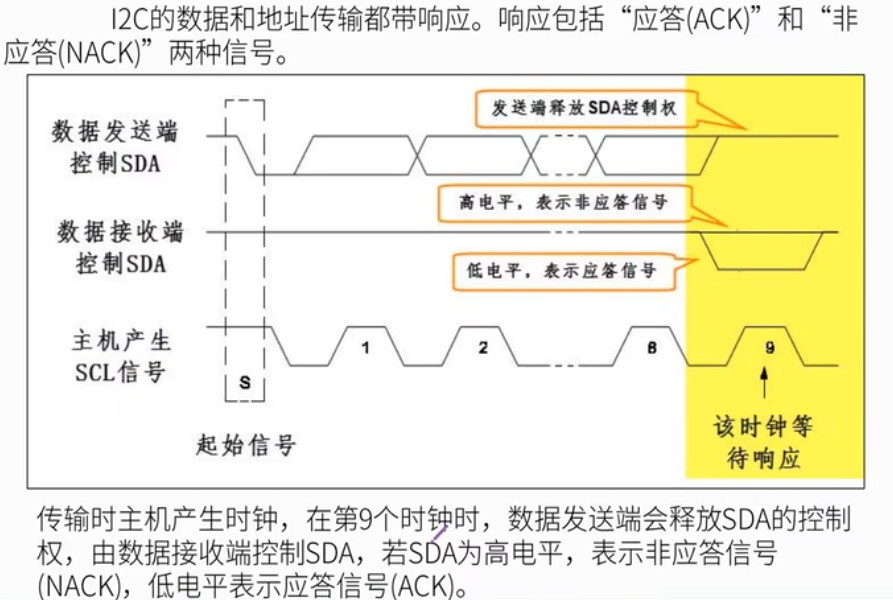 I2C的数据和地址传输都带响应。响应包括“应答(ACK)”和“非
应答(NACK)”两种信号。
发送端释放SDA控制权
数据发送端
控制SDA
高电平，表示非应答信号
数据接收端
控制SDA
低电平，表示应答信号
主机产生
SCL信号
S
1
2
8
9
起始信号
该时钟等
待响应
传输时主机产生时钟，在第9个时钟时，数据发送端会释放SDA的控制
权，由数据接收端控制SDA，若SDA为高电平，表示非应答信号
(NACK)，低电平表示应答信号(ACK)。